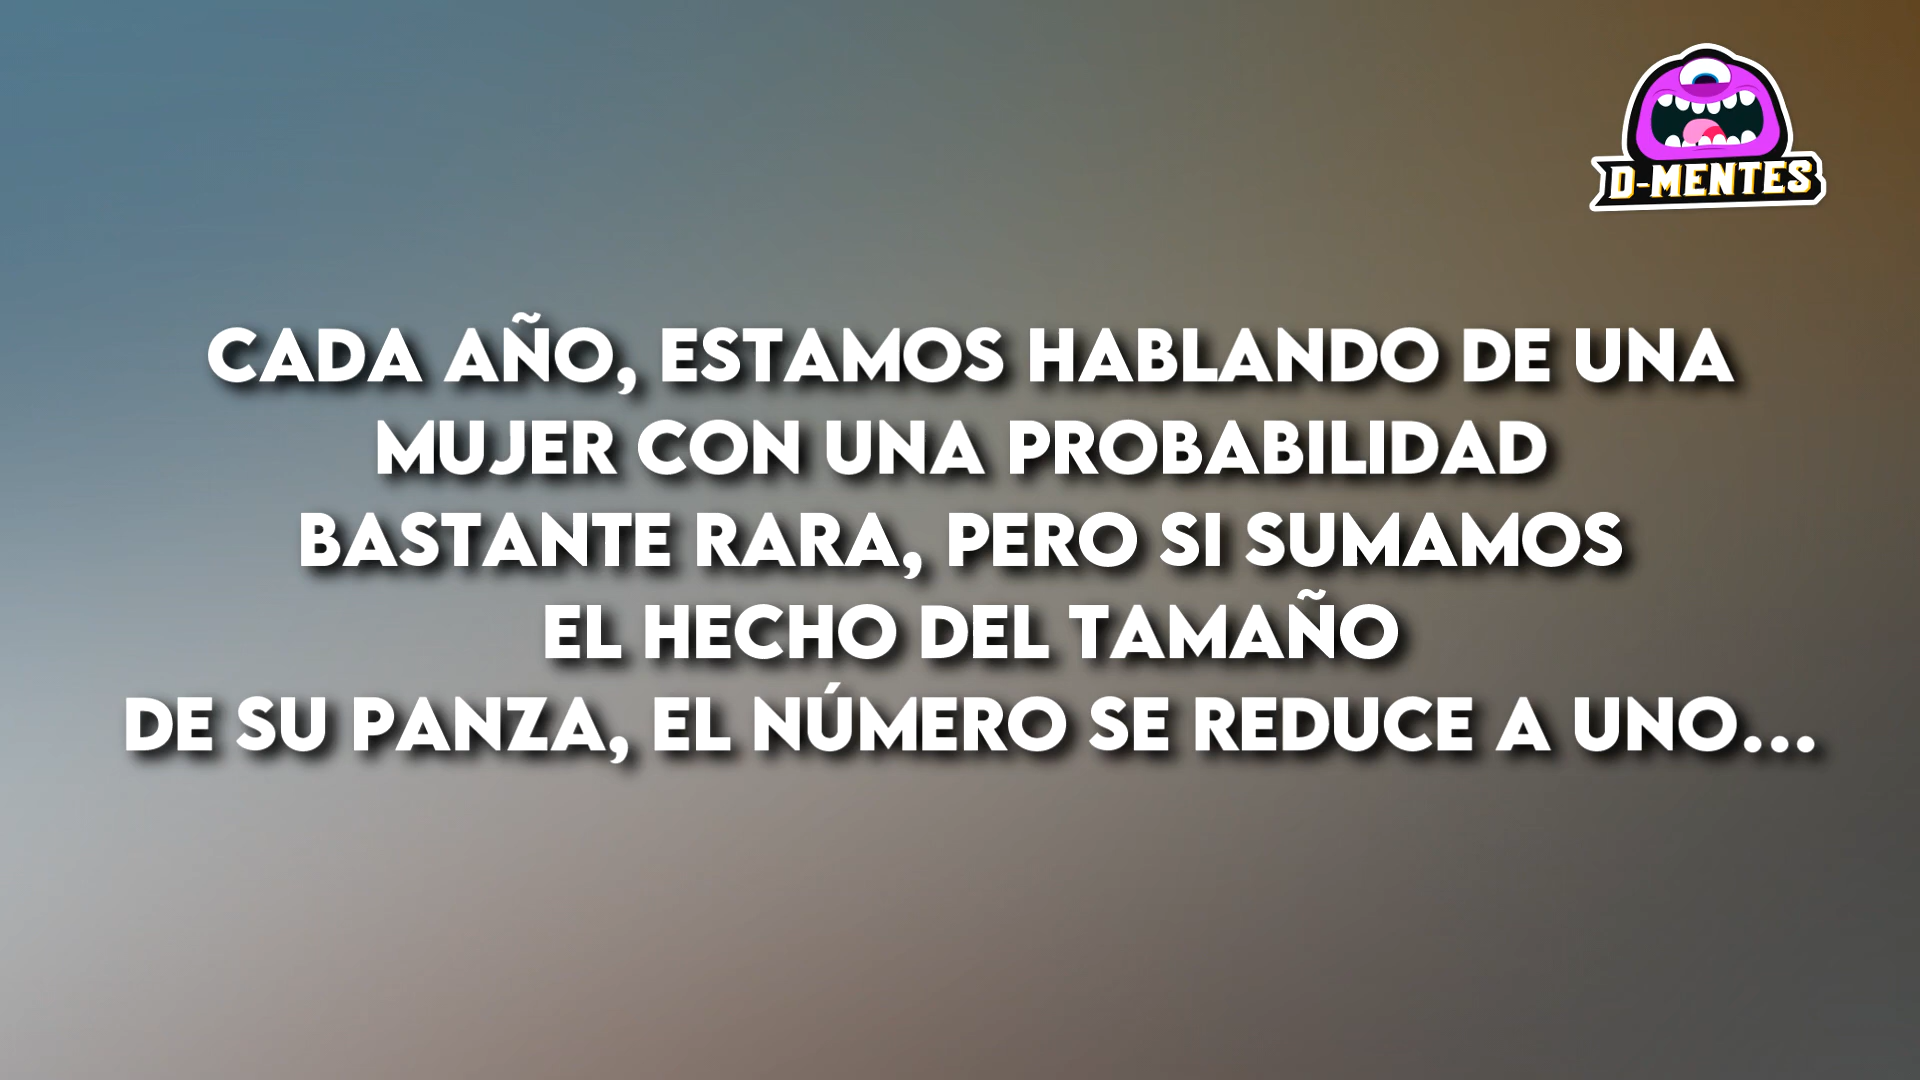 D-MENTES
CADA AÑO, ESTAMOS HABLANDO DE UNA
MUJER CON UNA PROBABILIDAD
BASTANTE RARA, PERO SI SUMAMOS
EL HECHO DEL TAMAÑO
DE SU PANZA, EL NÚMERO SE REDUCE A UNO...